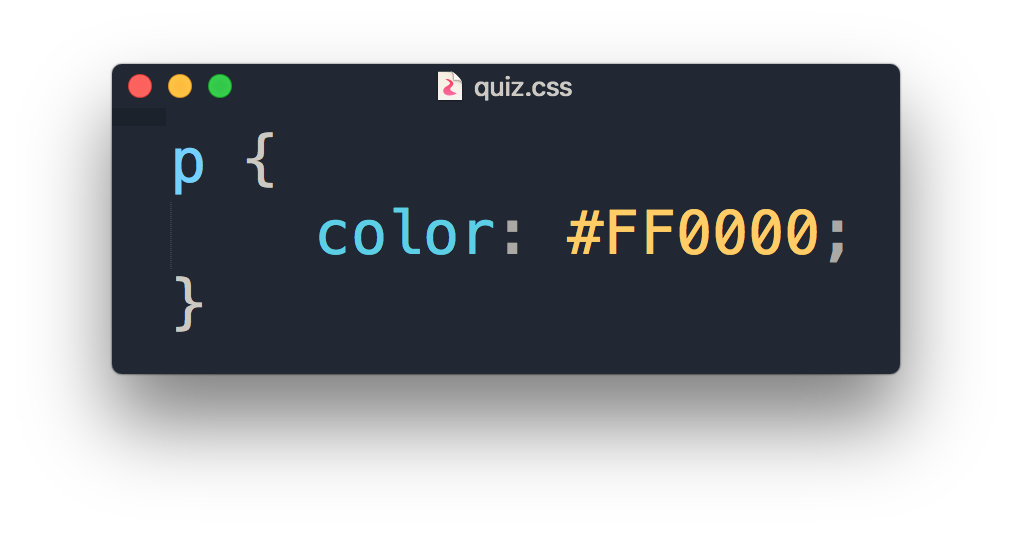 quiz.css
p {
    color: #FF0000;
}